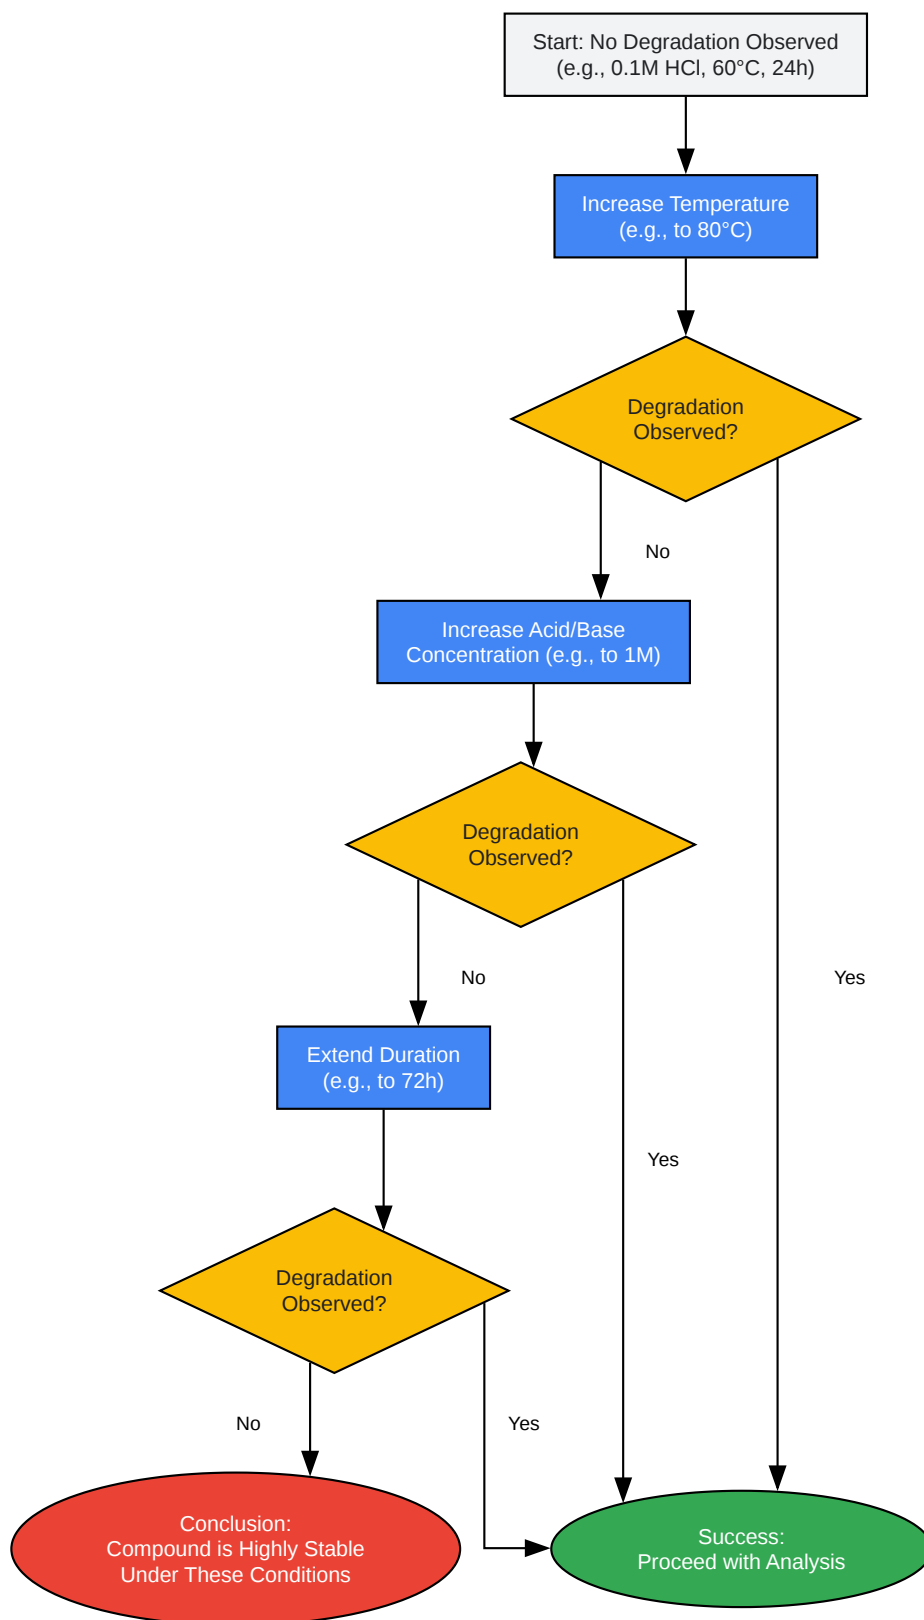 Start: No Degradation Observed
(e.g., 0.1M HCl, 60°C, 24h)
Increase Temperature
(e.g., to 80°C)
Degradation
Observed?
No
Increase Acid/Base
Concentration (e.g., to 1M)
Degradation
Observed?
No
Yes
Extend Duration
(e.g., to 72h)
Yes
Degradation
Observed?
No
Yes
Conclusion:
Compound is Highly Stable
Under These Conditions
Success:
Proceed with Analysis